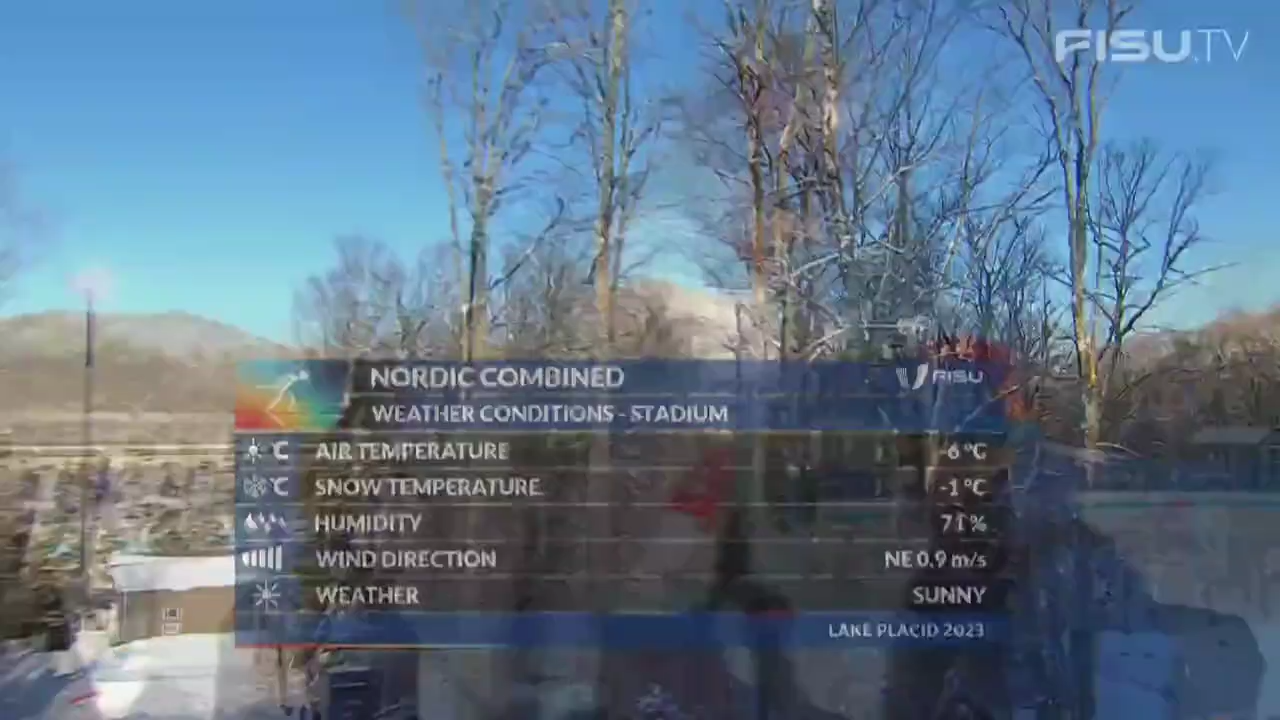 FISU.TV
NORDIC COMBINED
FISU
WEATHER CONDITIONS - STADIUM
°C AIR TEMPERATURE -6 °C
°C SNOW TEMPERATURE -1 °C
HUMIDITY 71%
WIND DIRECTION NE 0.9 m/s
WEATHER SUNNY
LAKE PLACID 2023